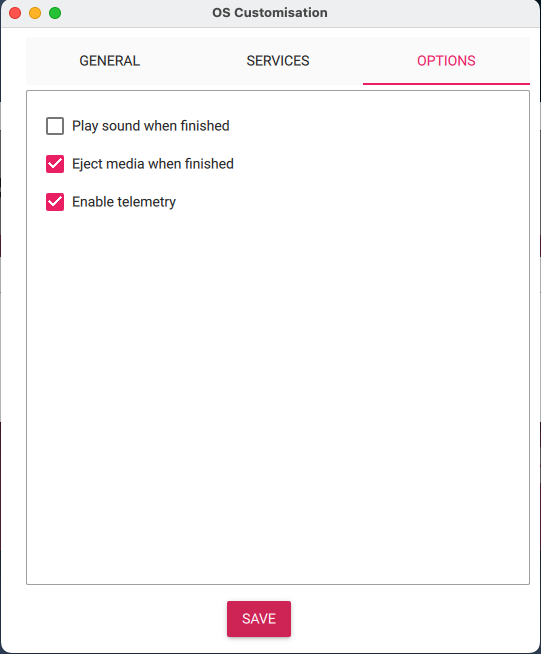 OS Customisation
GENERAL SERVICES OPTIONS
Play sound when finished
Eject media when finished
Enable telemetry
SAVE